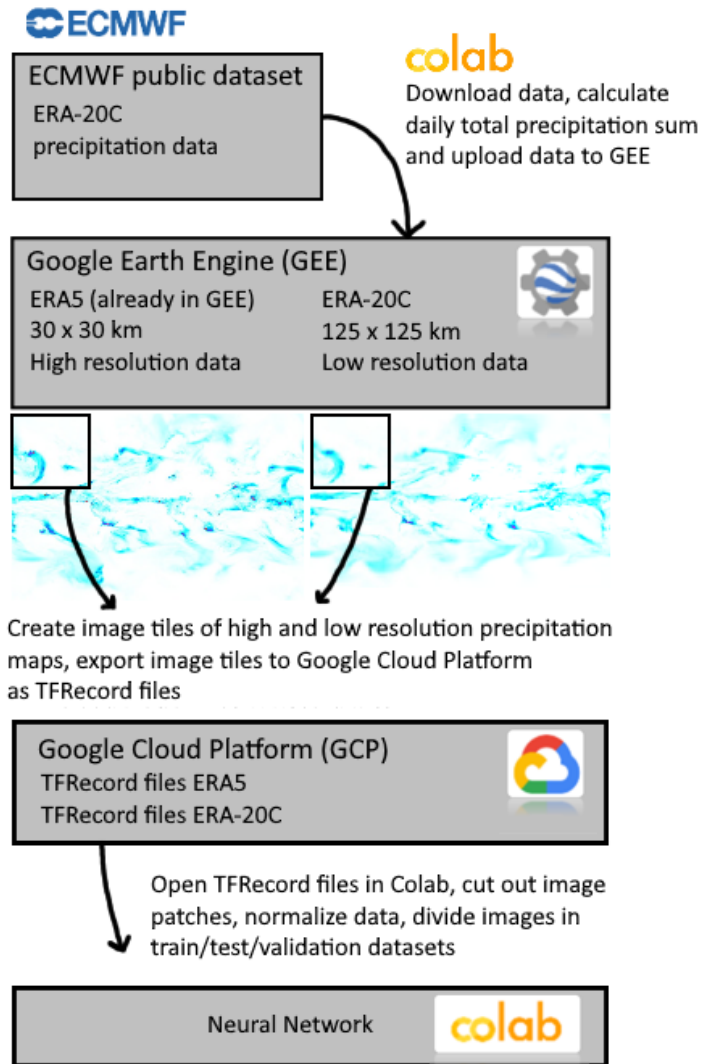 ECMWF
ECMWF public dataset
ERA-20C
precipitation data
colab
Download data, calculate
daily total precipitation sum
and upload data to GEE
Google Earth Engine (GEE)
ERA5 (already in GEE)
30 x 30 km
High resolution data
ERA-20C
125 x 125 km
Low resolution data
Create image tiles of high and low resolution precipitation
maps, export image tiles to Google Cloud Platform
as TFRecord files
Google Cloud Platform (GCP)
TFRecord files ERA5
TFRecord files ERA-20C
Open TFRecord files in Colab, cut out image
patches, normalize data, divide images in
train/test/validation datasets
Neural Network
colab